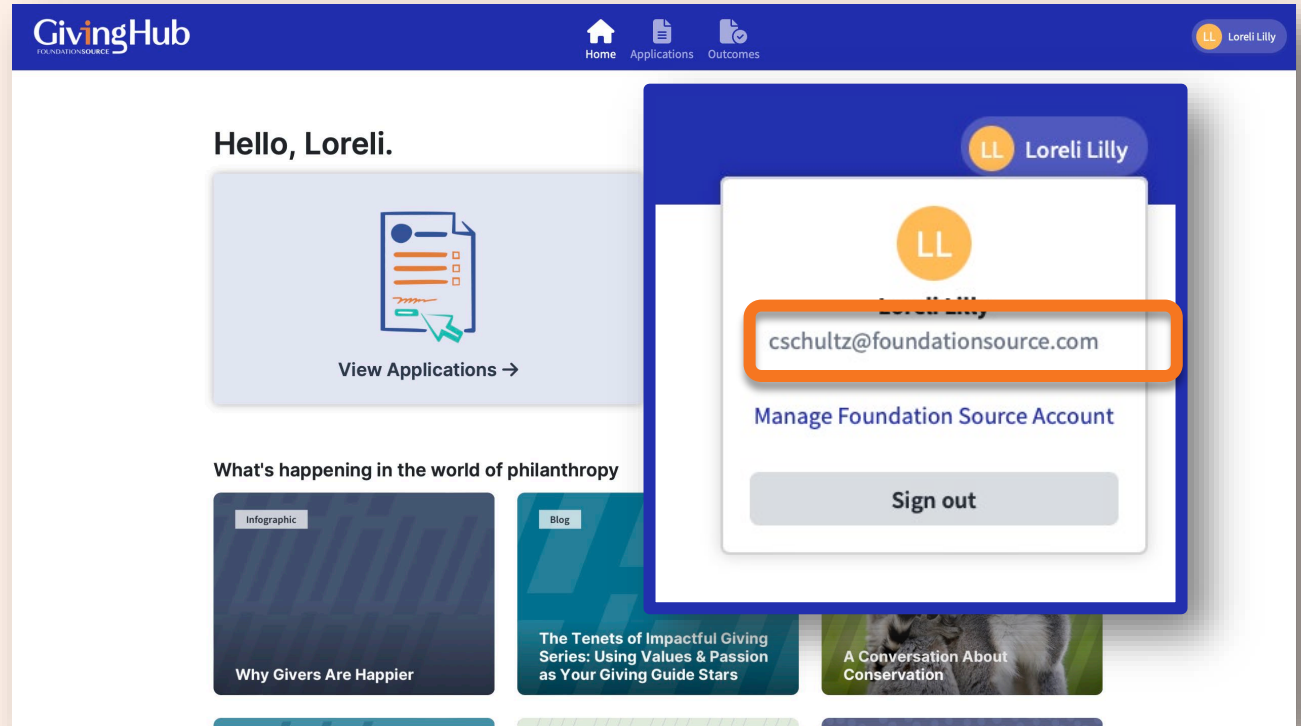 GivingHub
FOUNDATIONSOURCE
Home
Applications
Outcomes
LL Loreli Lilly
Hello, Loreli.
View Applications →
LL Loreli Lilly
LL
Loreli Lilly
cschultz@foundationsource.com
Manage Foundation Source Account
Sign out
What's happening in the world of philanthropy
Infographic
Why Givers Are Happier
Blog
The Tenets of Impactful Giving
Series: Using Values & Passion
as Your Giving Guide Stars
A Conversation About
Conservation